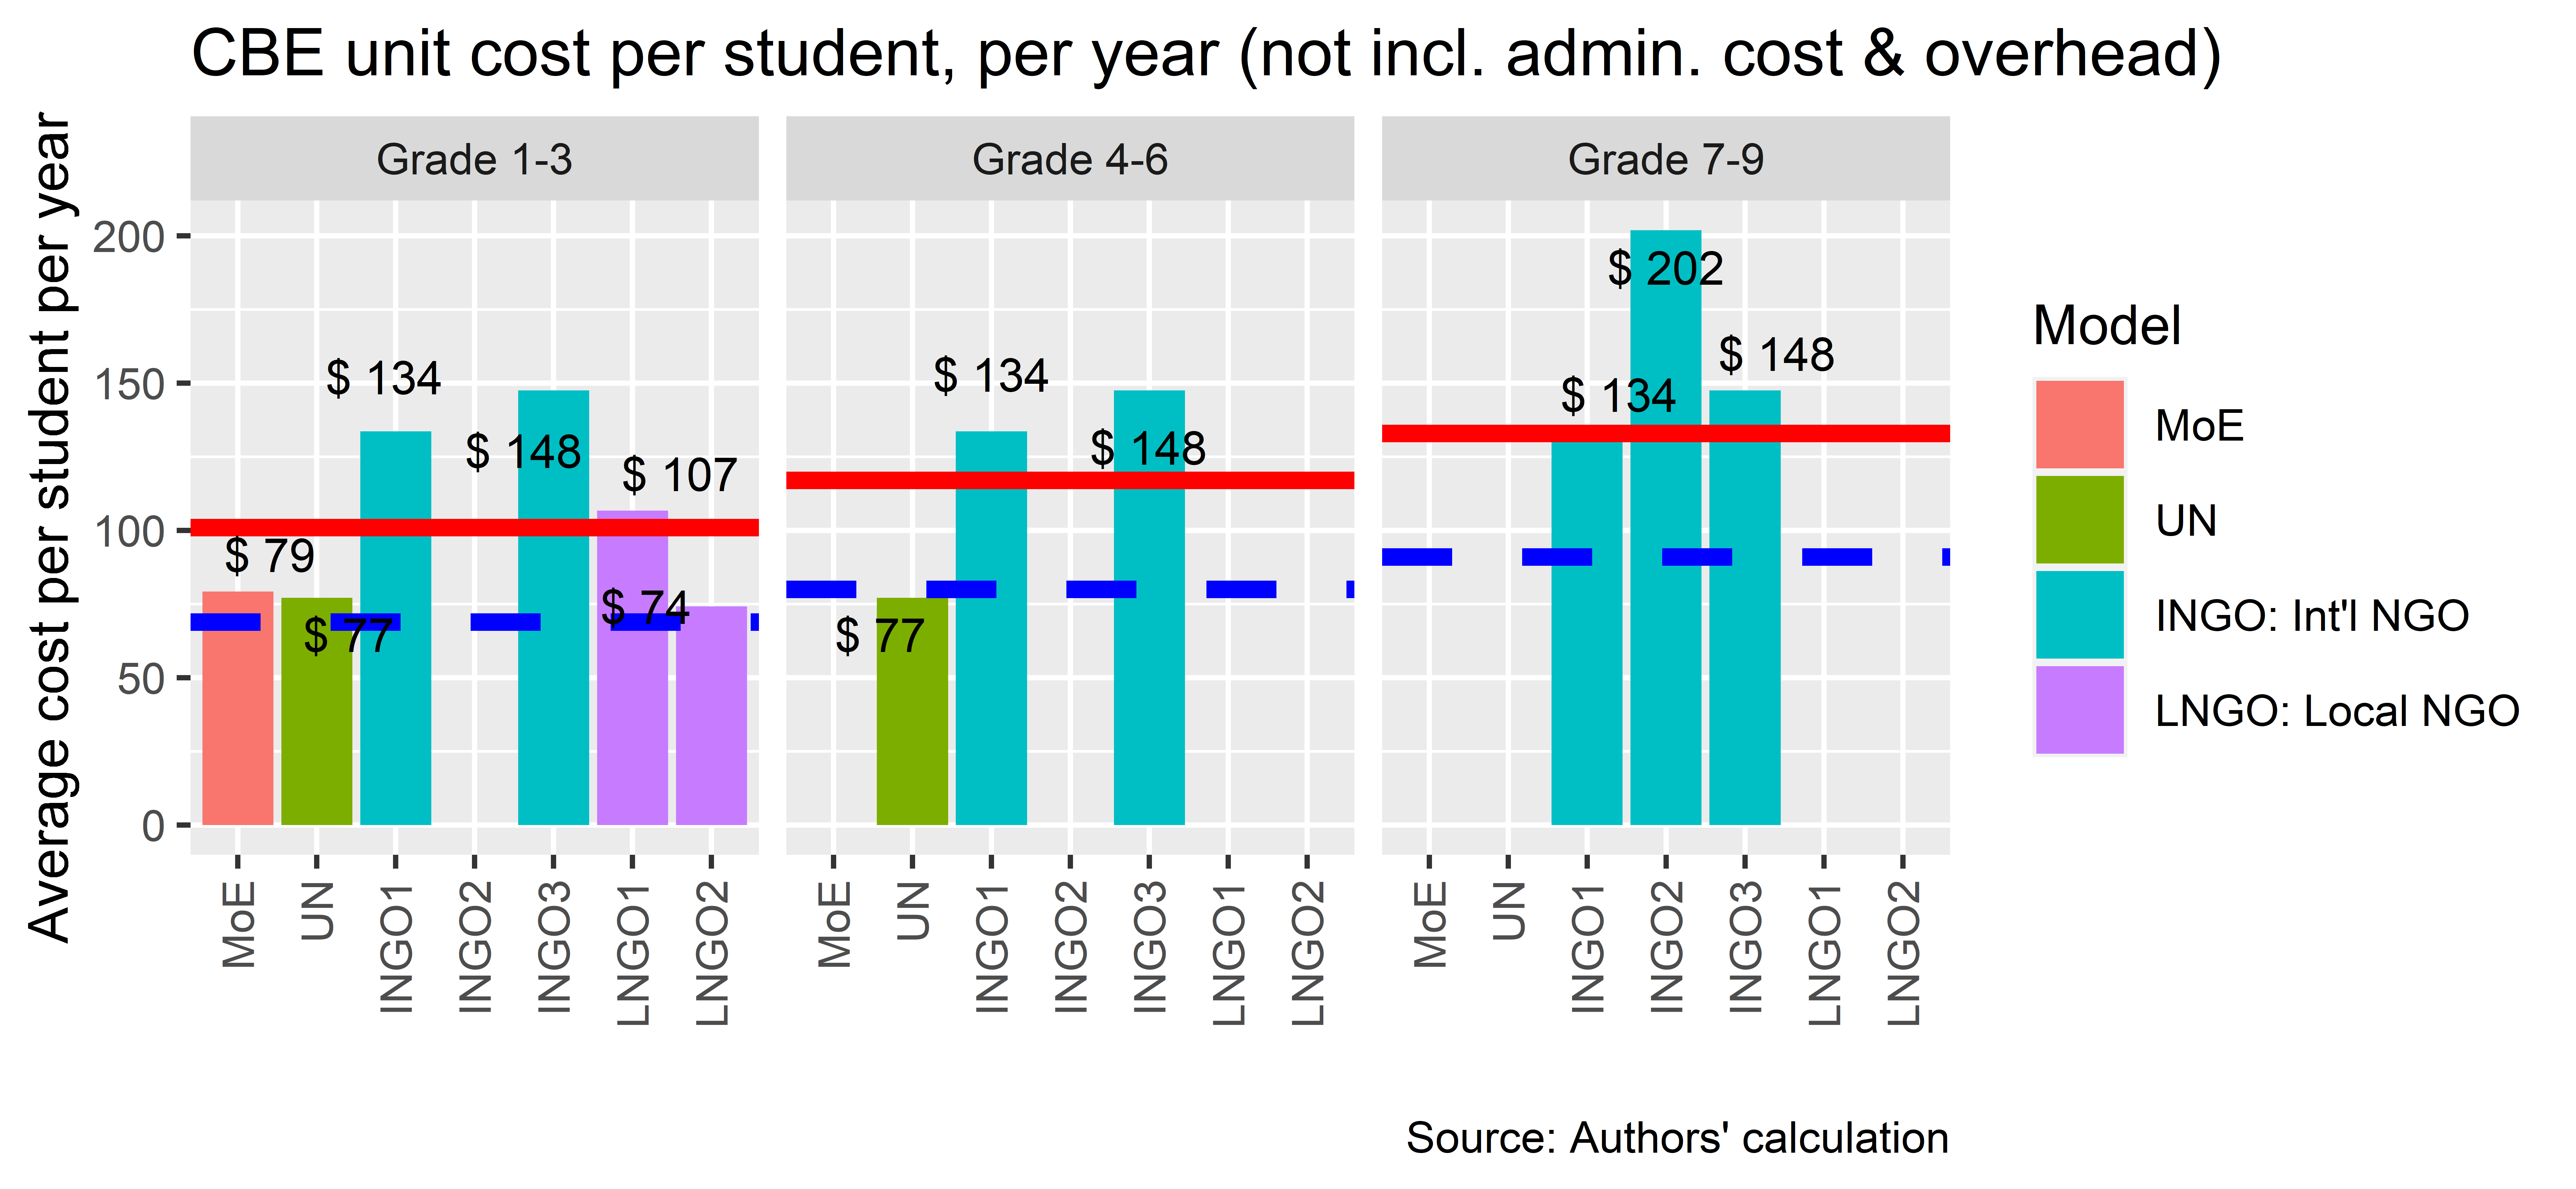 CBE unit cost per student, per year (not incl. admin. cost & overhead)
Average cost per student per year
Grade 1-3
Grade 4-6
Grade 7-9
200
150
100
50
0
$ 79
$ 77
$ 134
$ 148
$ 107
$ 74
$ 77
$ 134
$ 148
$ 134
$ 202
$ 148
MoE
UN
INGO1
INGO2
INGO3
LNGO1
LNGO2
MoE
UN
INGO1
INGO2
INGO3
LNGO1
LNGO2
MoE
UN
INGO1
INGO2
INGO3
LNGO1
LNGO2
Model
MoE
UN
INGO: Int'l NGO
LNGO: Local NGO
Source: Authors' calculation